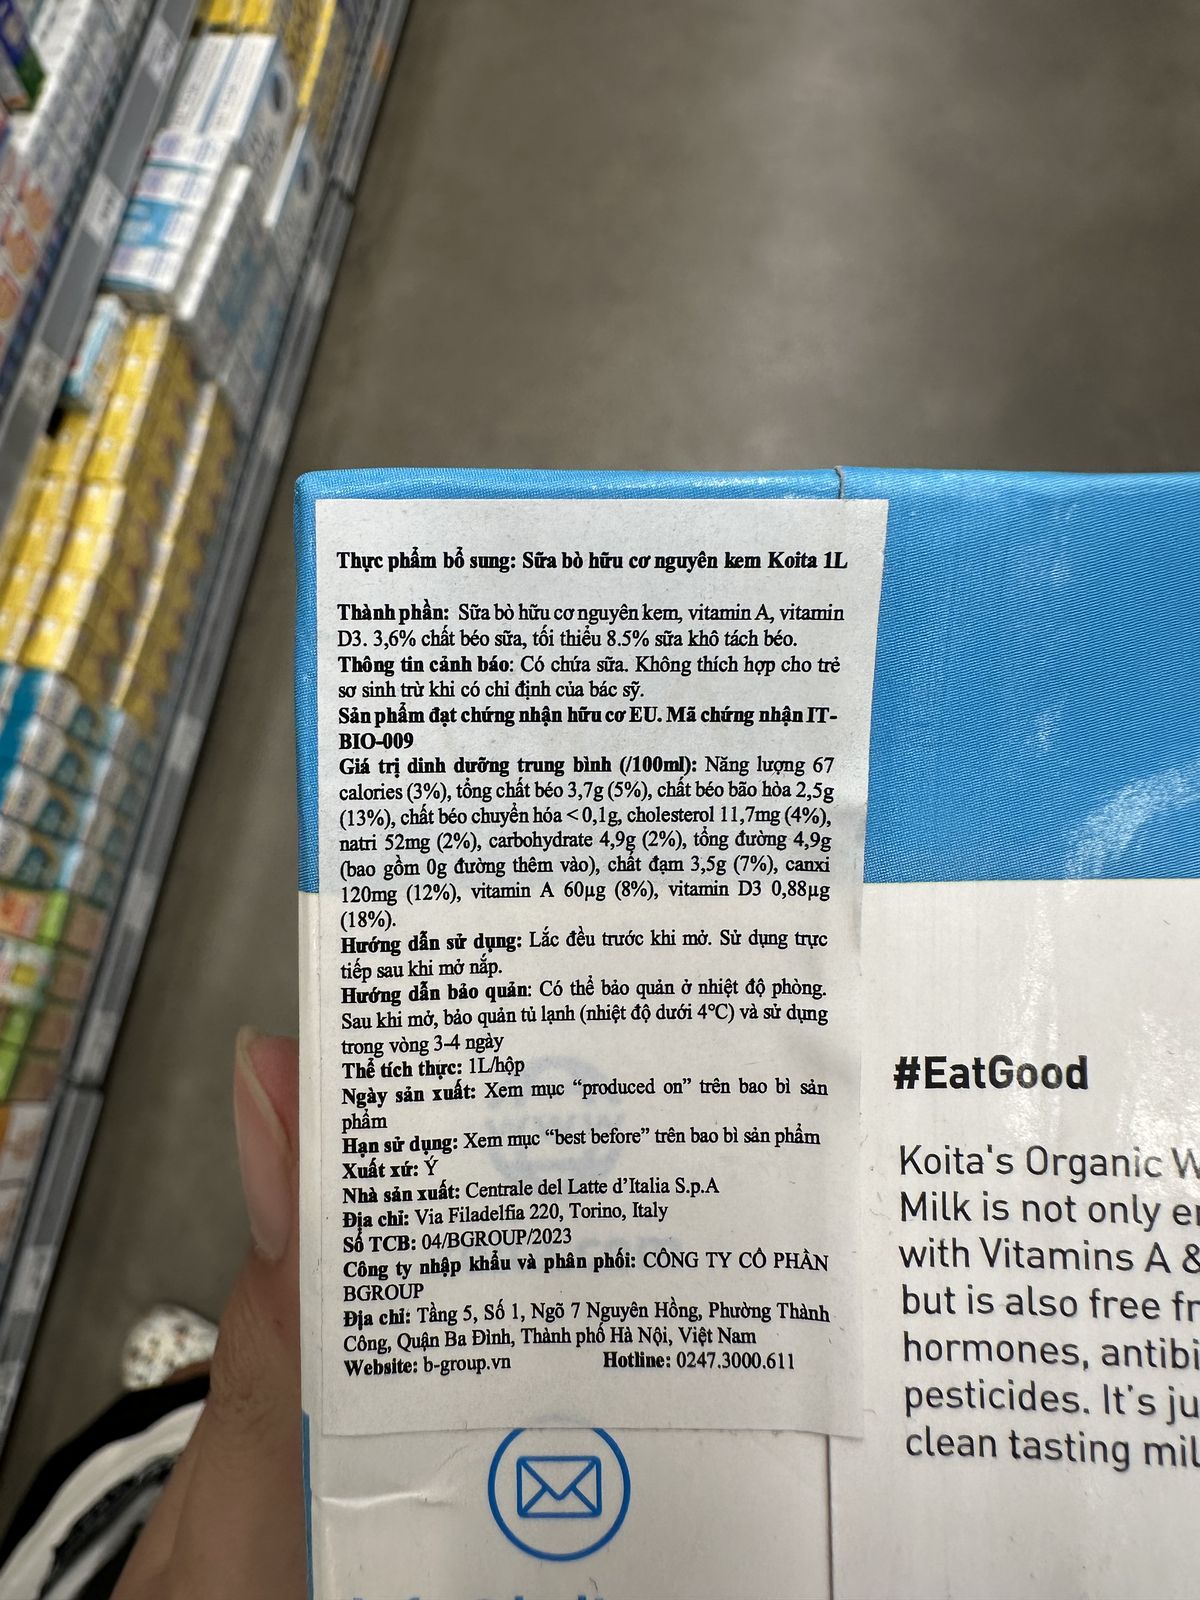 Thực phẩm bổ sung: Sữa bò hữu cơ nguyên kem Koita 1L
Thành phần: Sữa bò hữu cơ nguyên kem, vitamin A, vitamin
D3. 3,6% chất béo sữa, tối thiểu 8.5% sữa khô tách béo.
Thông tin cảnh báo: Có chứa sữa. Không thích hợp cho trẻ
sơ sinh trừ khi có chỉ định của bác sỹ.
Sản phẩm đạt chứng nhận hữu cơ EU. Mã chứng nhận IT-
BIO-009
Giá trị dinh dưỡng trung bình (/100ml): Năng lượng 67
calories (3%), tổng chất béo 3,7g (5%), chất béo bão hòa 2,5g
(13%), chất béo chuyển hóa < 0,1g, cholesterol 11,7mg (4%),
natri 52mg (2%), carbohydrate 4,9g (2%), tổng đường 4,9g
(bao gồm 0g đường thêm vào), chất đạm 3,5g (7%), canxi
120mg (12%), vitamin A 60µg (8%), vitamin D3 0,88µg
(18%).
Hướng dẫn sử dụng: Lắc đều trước khi mở. Sử dụng trực
tiếp sau khi mở nắp.
Hướng dẫn bảo quản: Có thể bảo quản ở nhiệt độ phòng.
Sau khi mở, bảo quản tủ lạnh (nhiệt độ dưới 4°C) và sử dụng
trong vòng 3-4 ngày
Thể tích thực: 1L/hộp
Ngày sản xuất: Xem mục “produced on” trên bao bì sản
phẩm
Hạn sử dụng: Xem mục “best before” trên bao bì sản phẩm
Xuất xứ: Ý
Nhà sản xuất: Centrale del Latte d’Italia S.p.A
Địa chỉ: Via Filadelfia 220, Torino, Italy
Số TCB: 04/BGROUP/2023
Công ty nhập khẩu và phân phối: CÔNG TY CỔ PHẦN
BGROUP
Địa chỉ: Tầng 5, Số 1, Ngõ 7 Nguyên Hồng, Phường Thành
Công, Quận Ba Đình, Thành phố Hà Nội, Việt Nam
Website: b-group.vn Hotline: 0247.3000.611
#EatGood
Koita's Organic W
Milk is not only e
with Vitamins A &
but is also free fr
hormones, antibi
pesticides. It's ju
clean tasting mil